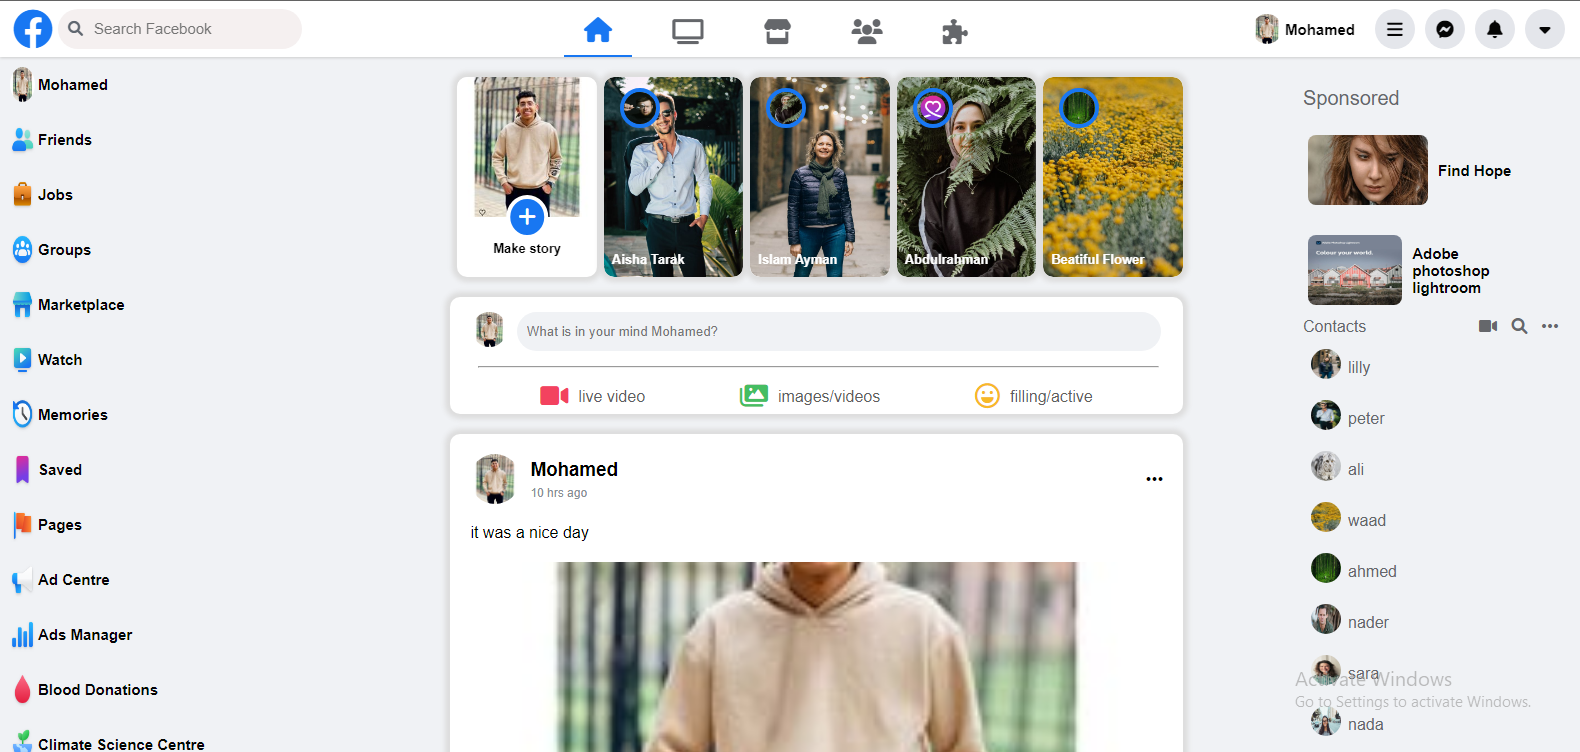 Search Facebook
Mohamed
Mohamed
Friends
Jobs
Groups
Marketplace
Watch
Memories
Saved
Pages
Ad Centre
Ads Manager
Blood Donations
Climate Science Centre
Make story
Aisha Tarak
Islam Ayman
Abdulrahman
Beatiful Flower
What is in your mind Mohamed?
live video
images/videos
filling/active
Mohamed
10 hrs ago
it was a nice day
Sponsored
Find Hope
Colour your world.
Adobe
photoshop
lightroom
Contacts
lilly
peter
ali
waad
ahmed
nader
sara
nada
Activate Windows
Go to Settings to activate Windows.